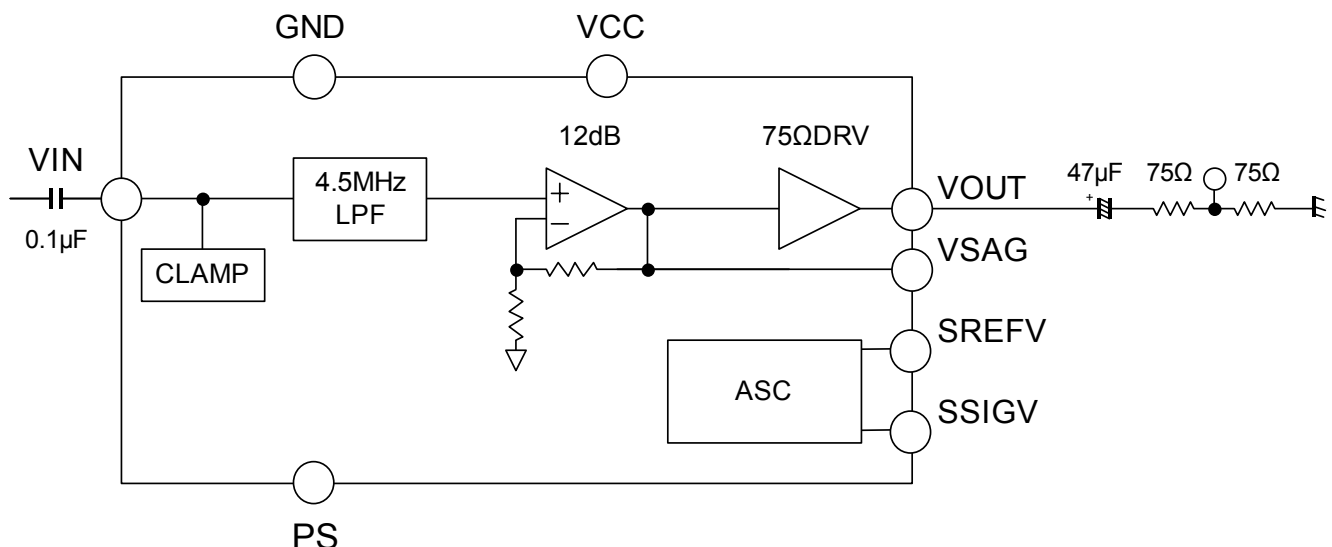 GND
VCC
12dB
75ΩDRV
VIN
4.5MHz
LPF
+
−
VOUT
47µF
75Ω
75Ω
+
0.1µF
CLAMP
VSAG
SREFV
ASC
SSIGV
PS